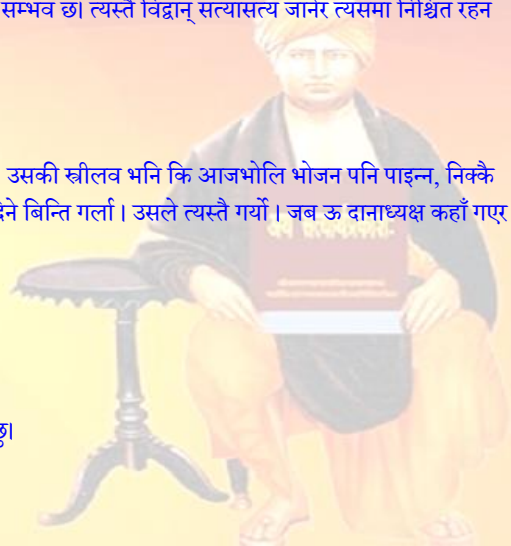 सम्भव छ। त्यस्तै विद्वान् सत्यासत्य जानेर त्यसमा निश्चित रहन
उसकी स्त्रीलव भनि कि आजभोलि भोजन पनि पाइन्न, निक्कै
बिन्ति गर्ला । उसले त्यस्तै गर्यो । जब ऊ दानाध्यक्ष कहाँ गएर
छु।